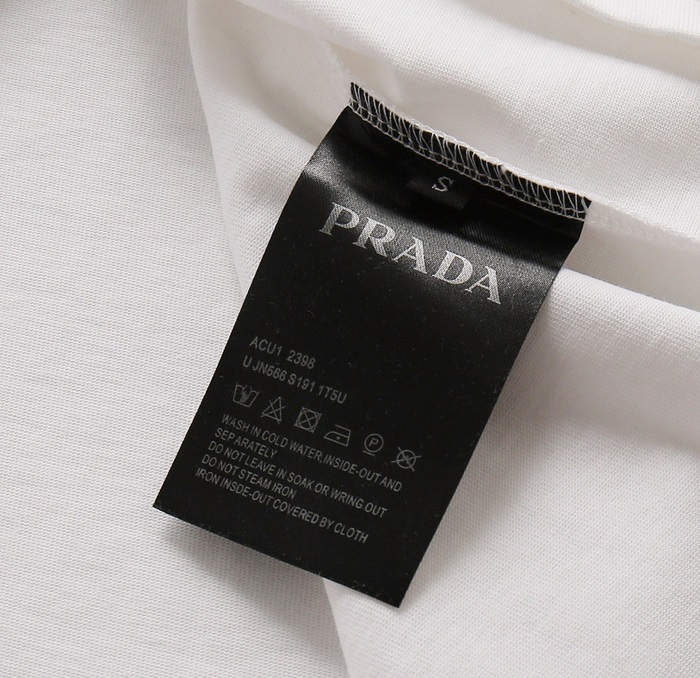 S
PRADA
ACU1 2398
UJN566 S191 1T5U
P
WASH IN COLD WATER,INSIDE-OUT AND
SEPARATELY
DO NOT LEAVE IN SOAK OR WRING OUT
DO NOT STEAM IRON
IRON INSDE-OUT COVERED BY CLOTH